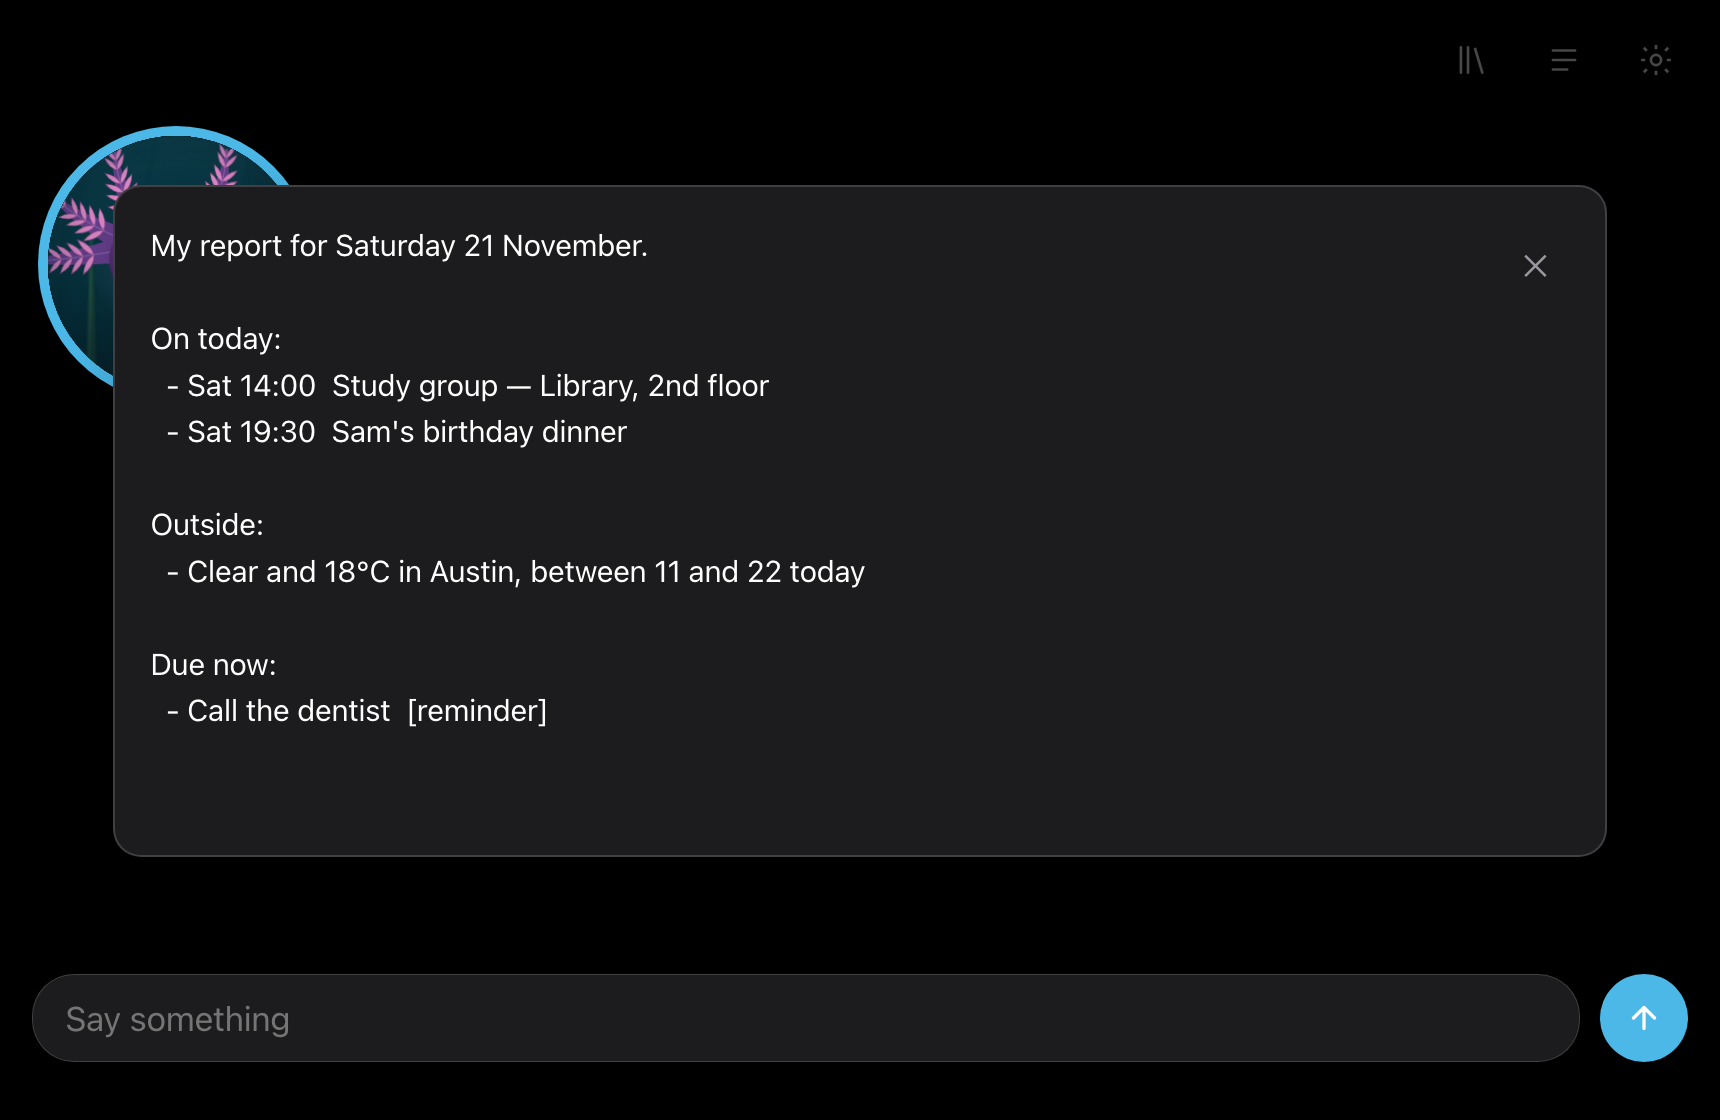 My report for Saturday 21 November.
On today:
- Sat 14:00  Study group — Library, 2nd floor
- Sat 19:30  Sam's birthday dinner
Outside:
- Clear and 18°C in Austin, between 11 and 22 today
Due now:
- Call the dentist  [reminder]
Say something